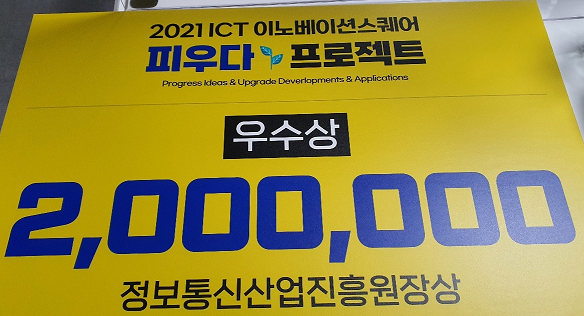 2021 ICT 이노베이션스퀘어
피우다 프로젝트
Progress Ideas & Upgrade Deverlopments & Applications
우수상
2,000,000
정보통신산업진흥원장상